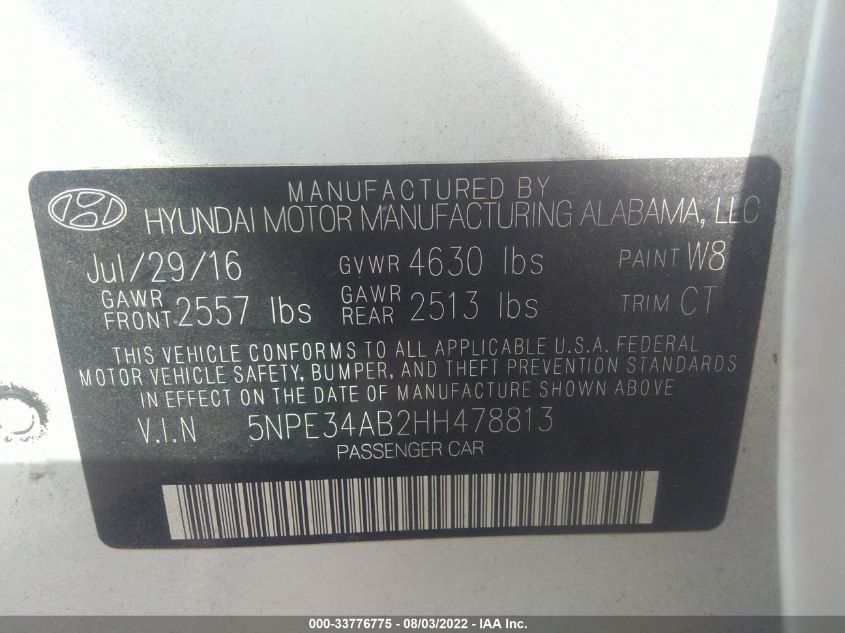 MANUFACTURED BY
HYUNDAI MOTOR MANUFACTURING ALABAMA, LLC
Jul/29/16 GVWR 4630 lbs PAINT W8
GAWR FRONT 2557 lbs GAWR REAR 2513 lbs TRIM CT
THIS VEHICLE CONFORMS TO ALL APPLICABLE U.S.A. FEDERAL
MOTOR VEHICLE SAFETY, BUMPER, AND THEFT PREVENTION STANDARDS
IN EFFECT ON THE DATE OF MANUFACTURE SHOWN ABOVE
V.I.N 5NPE34AB2HH478813
PASSENGER CAR
000-33776775 - 08/03/2022 - IAA Inc.